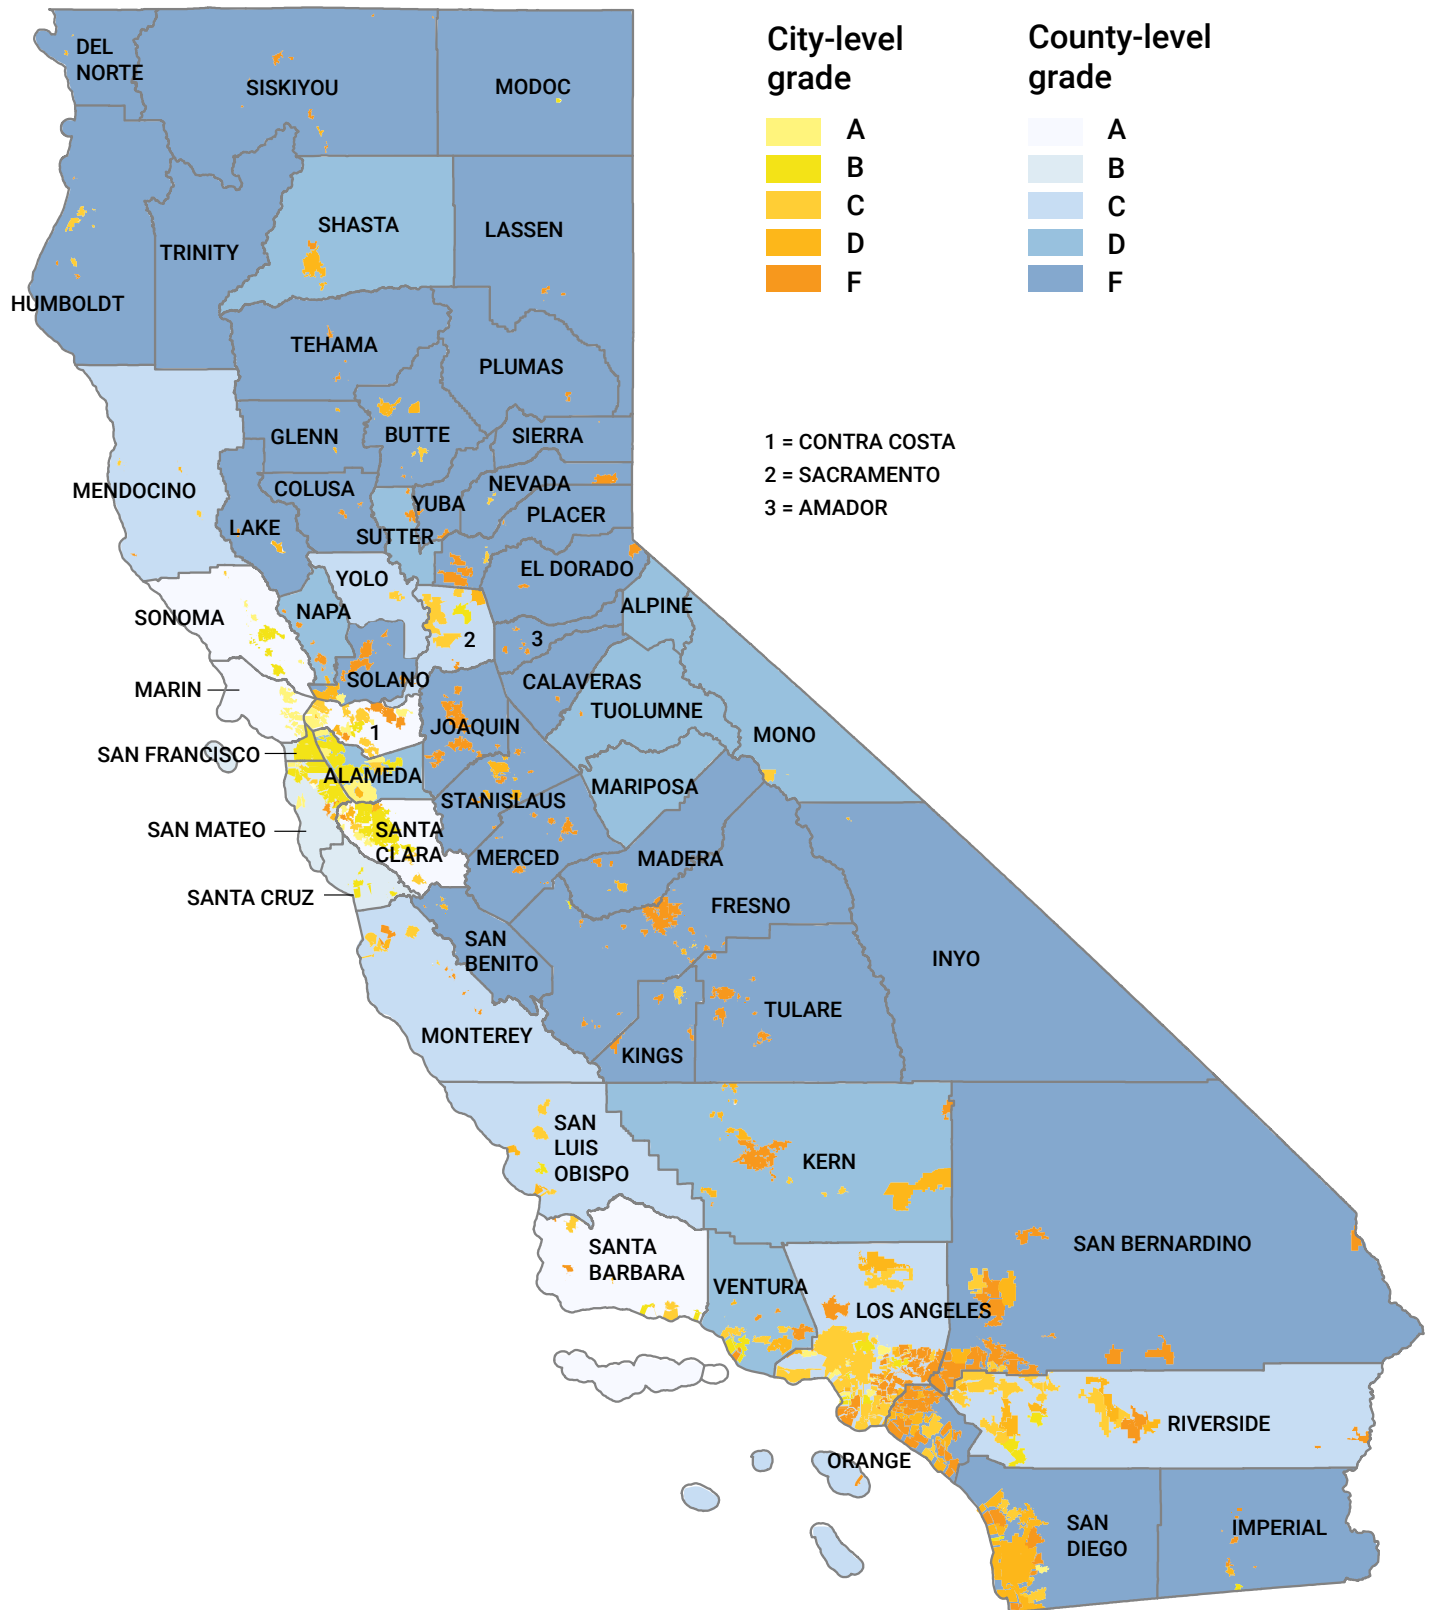 City-level
grade
A
B
C
D
F
County-level
grade
A
B
C
D
F
1 = CONTRA COSTA
2 = SACRAMENTO
3 = AMADOR
DEL
NORTE
SISKIYOU
MODOC
SHASTA
LASSEN
TRINITY
HUMBOLDT
TEHAMA
PLUMAS
GLENN
BUTTE
SIERRA
MENDOCINO
COLUSA
NEVADA
YUBA
PLACER
LAKE
SUTTER
EL DORADO
YOLO
ALPINE
SONOMA
NAPA
2
3
MARIN
SOLANO
CALAVERAS
TUOLUMNE
1
JOAQUIN
MONO
SAN FRANCISCO
ALAMEDA
MARIPOSA
STANISLAUS
SAN MATEO
SANTA
CLARA
MERCED
MADERA
SANTA CRUZ
FRESNO
SAN
BENITO
INYO
TULARE
MONTEREY
KINGS
SAN
LUIS
OBISPO
KERN
SANTA
BARBARA
SAN BERNARDINO
VENTURA
LOS ANGELES
RIVERSIDE
ORANGE
SAN
DIEGO
IMPERIAL